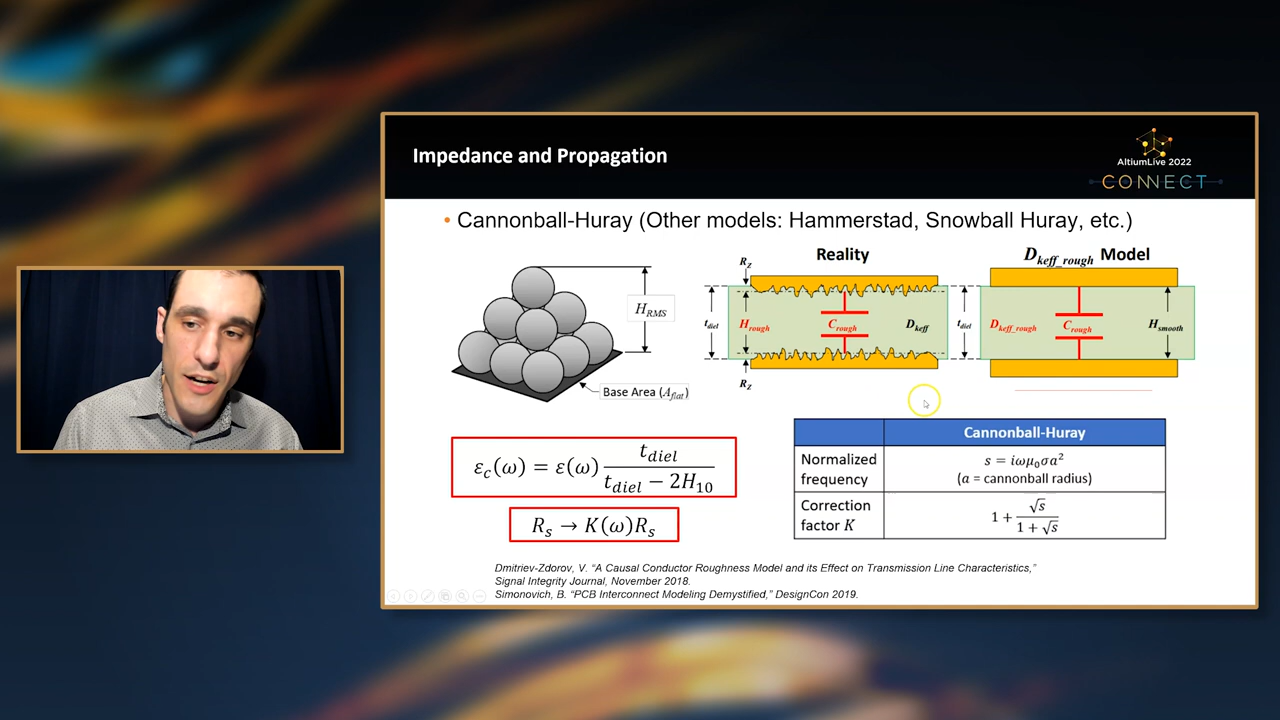 Impedance and Propagation
AltiumLive 2022
CONNECT
• Cannonball-Huray (Other models: Hammerstad, Snowball Huray, etc.)
H_RMS
Base Area (A_flat)
Reality
R_z
t_diel
H_rough
C_rough
D_keff
R_z
D_keff_rough Model
t_diel
D_keff_rough
C_rough
H_smooth
ε_c(ω) = ε(ω) t_diel / (t_diel − 2H_10)
R_s → K(ω)R_s
Cannonball-Huray
Normalized frequency
s = iωμ₀σa²
(a = cannonball radius)
Correction factor K
1 + √s / (1 + √s)
Dmitriev-Zdorov, V. “A Causal Conductor Roughness Model and its Effect on Transmission Line Characteristics,”
Signal Integrity Journal, November 2018.
Simonovich, B. “PCB Interconnect Modeling Demystified,” DesignCon 2019.